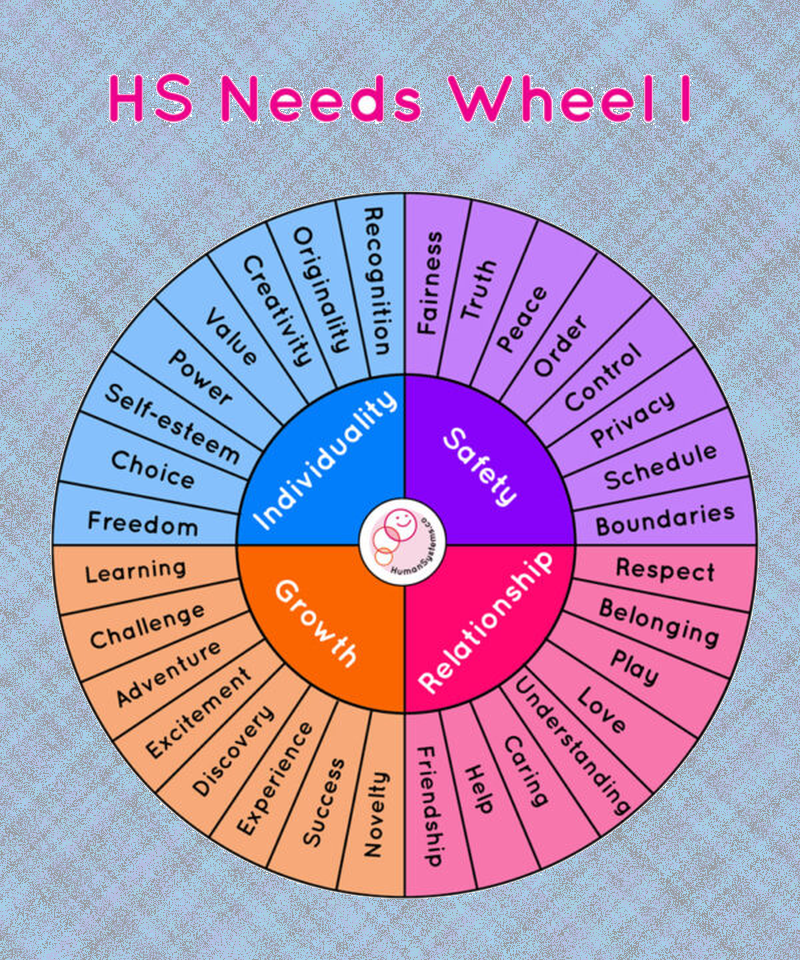 HS Needs Wheel I
Individuality
Safety
Growth
Relationship
HumanSystems.co
Fairness
Truth
Peace
Order
Control
Privacy
Schedule
Boundaries
Respect
Belonging
Play
Love
Understanding
Caring
Help
Friendship
Novelty
Success
Experience
Discovery
Excitement
Adventure
Challenge
Learning
Freedom
Choice
Self-esteem
Power
Value
Creativity
Originality
Recognition